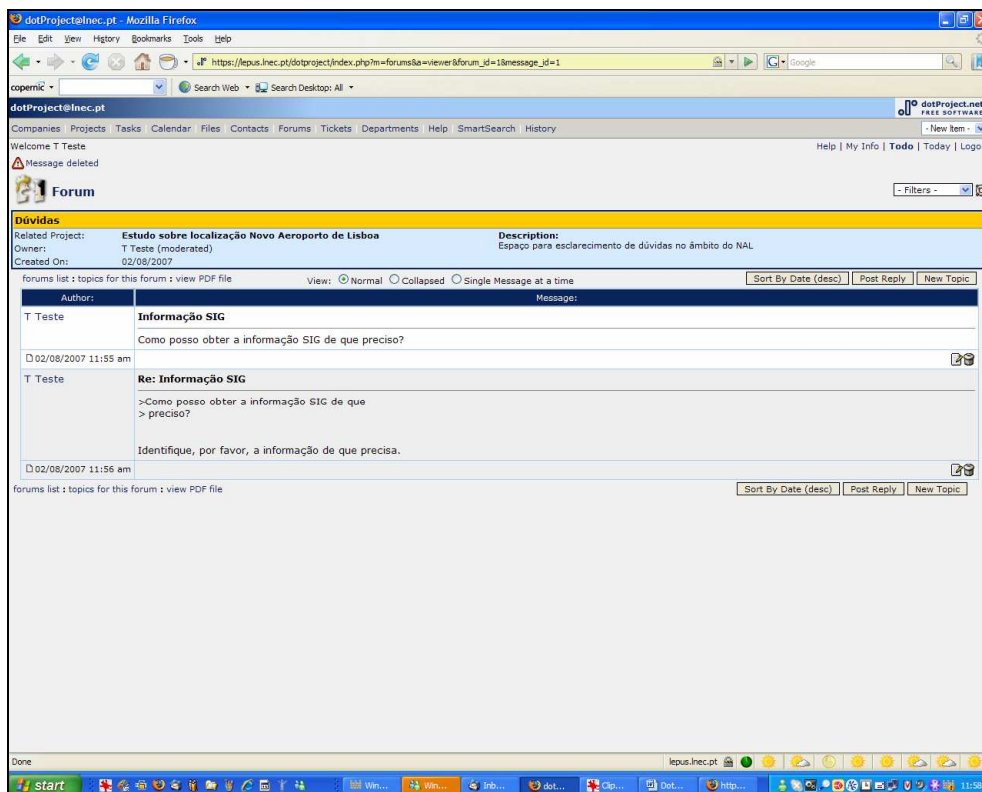 dotProject@lnec.pt - Mozilla Firefox
File Edit View History Bookmarks Tools Help
https://lepus.lnec.pt/dotproject/index.php?m=forums&a=viewer&forum_id=1&message_id=1
G Google
copernic Search Web Search Desktop: All
dotProject@lnec.pt
dotProject.net
FREE SOFTWARE
Companies Projects Tasks Calendar Files Contacts Forums Tickets Departments Help SmartSearch History - New Item -
Welcome T Teste Help | My Info | Todo | Today | Logo
Message deleted
Forum - Filters -
Dúvidas
Related Project: Estudo sobre localização Novo Aeroporto de Lisboa Description:
Owner: T Teste (moderated) Espaço para esclarecimento de dúvidas no âmbito do NAL
Created On: 02/08/2007
forums list : topics for this forum : view PDF file View: Normal Collapsed Single Message at a time Sort By Date (desc) Post Reply New Topic
Author: Message:
T Teste Informação SIG
Como posso obter a informação SIG de que preciso?
02/08/2007 11:55 am
T Teste Re: Informação SIG
>Como posso obter a informação SIG de que
> preciso?
Identifique, por favor, a informação de que precisa.
02/08/2007 11:56 am
forums list : topics for this forum : view PDF file Sort By Date (desc) Post Reply New Topic
Done lepus.lnec.pt
start Win... Win... Inb... dot... Clip... Dot... http... 11:58